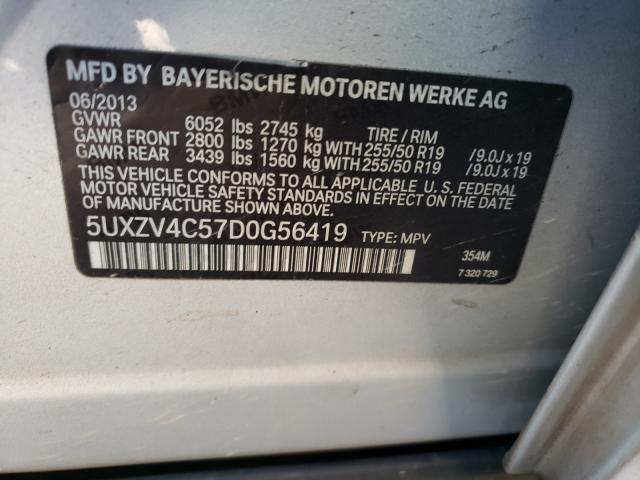 MFD BY BAYERISCHE MOTOREN WERKE AG
06/2013
GVWR 6052 lbs 2745 kg TIRE / RIM
GAWR FRONT 2800 lbs 1270 kg WITH 255/50 R19 /9.0J x 19
GAWR REAR 3439 lbs 1560 kg WITH 255/50 R19 /9.0J x 19
THIS VEHICLE CONFORMS TO ALL APPLICABLE U. S. FEDERAL
MOTOR VEHICLE SAFETY STANDARDS IN EFFECT ON THE DATE
OF MANUFACTURE SHOWN ABOVE.
5UXZV4C57D0G56419 TYPE: MPV 354M
7 320 729